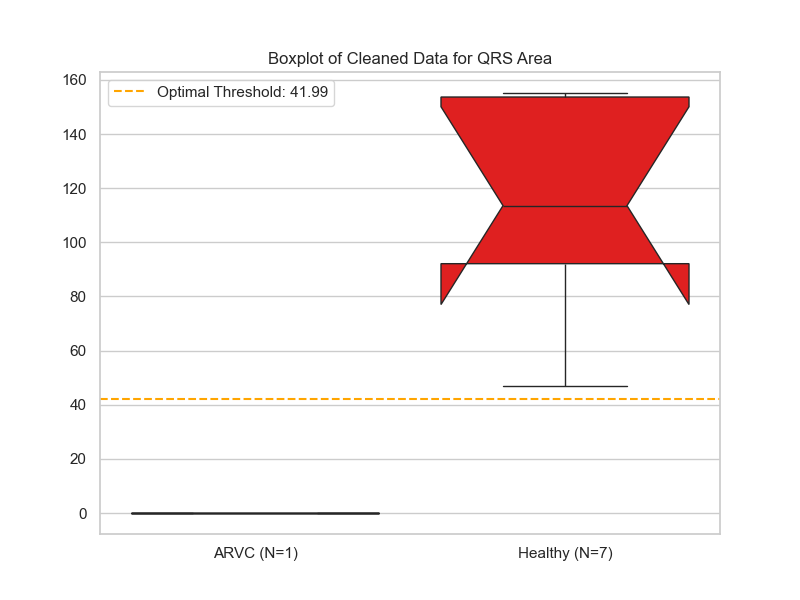 Boxplot of Cleaned Data for QRS Area
Optimal Threshold: 41.99
160
140
120
100
80
60
40
20
0
ARVC (N=1)
Healthy (N=7)